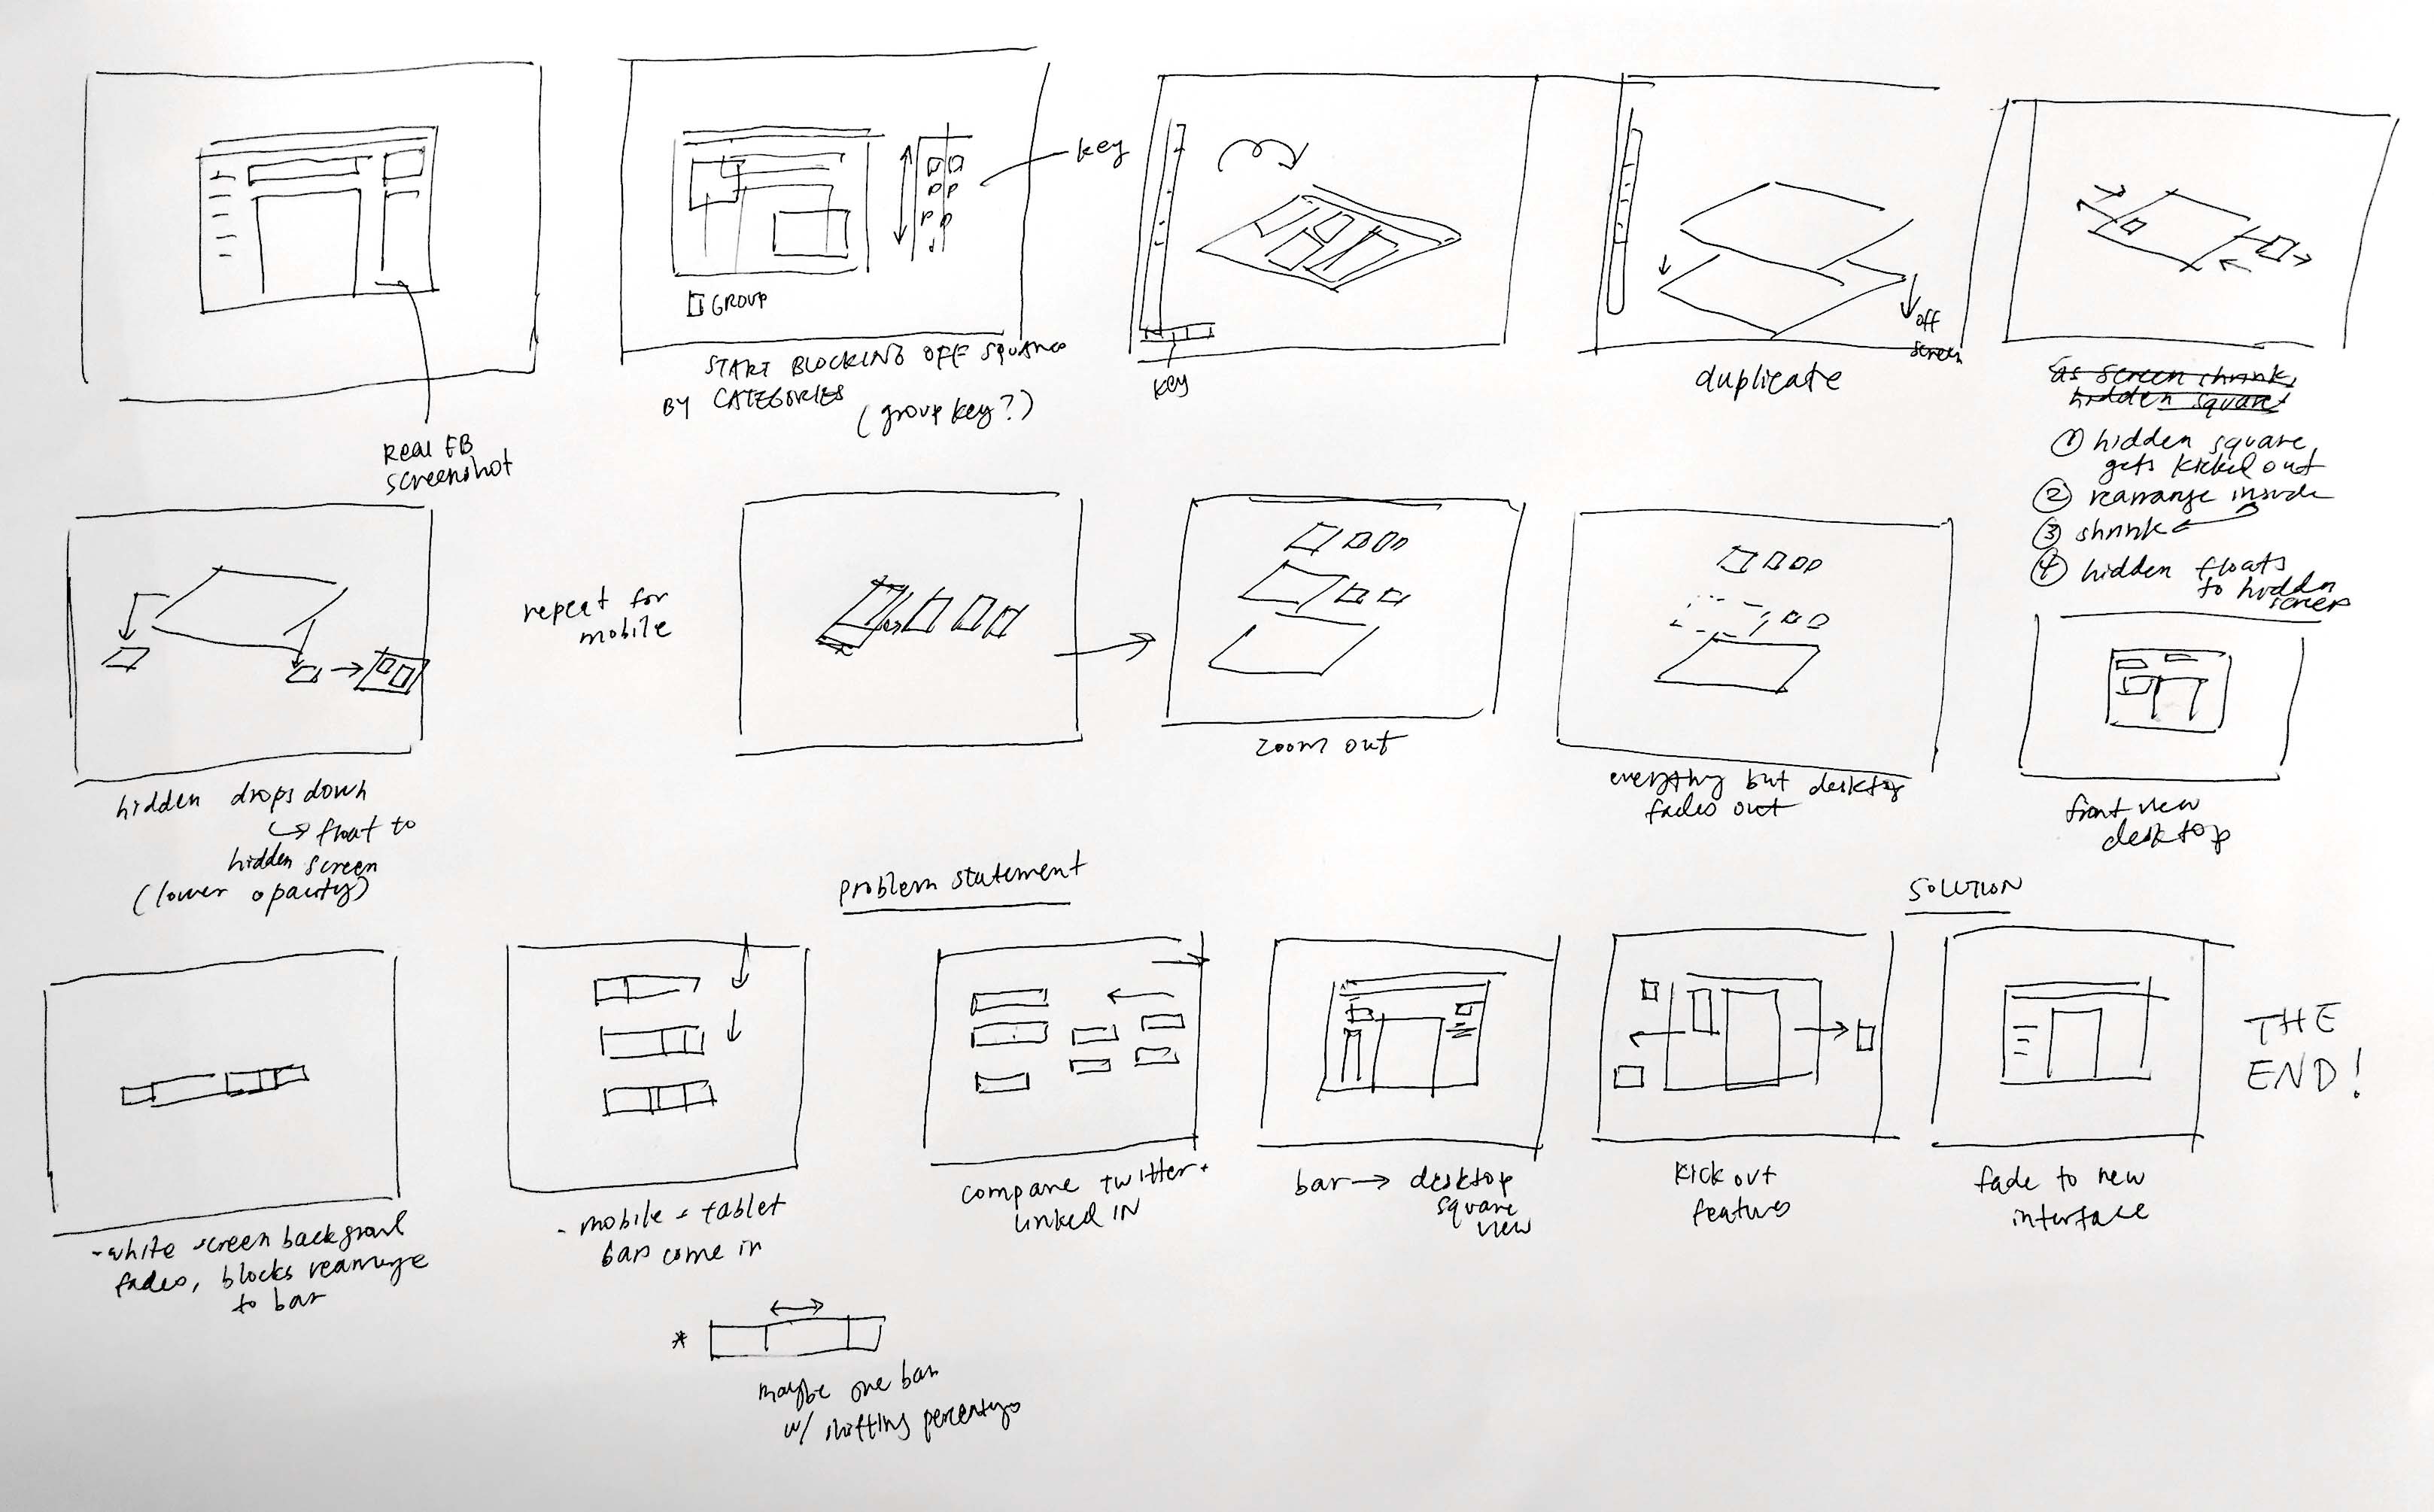 Real FB
screenshot
GROUP
START BLOCKING OFF squares
BY CATEGORIES
(group key?)
key
key
off
screen
duplicate
as screen shrinks,
hidden square
① hidden square
gets kicked out
② rearrange inside
③ shrink
④ hidden floats
to hidden
screen
hidden drops down
↳ float to
hidden screen
(lower opacity)
repeat for
mobile
zoom out
everything but desktop
fades out
front view
desktop
problem statement
SOLUTION
- white screen background
fades, blocks rearrange
to bar
- mobile + tablet
bars come in
* maybe one bar
w/ shifting percentages
compare twitter +
linked IN
bar → desktop
square
view
kick out
features
fade to new
interface
THE
END!